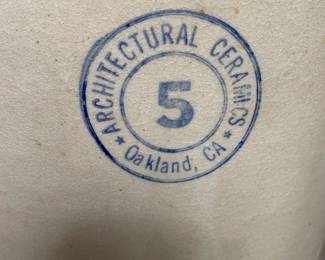 ★ ARCHITECTURAL CERAMICS ★
5
Oakland, CA